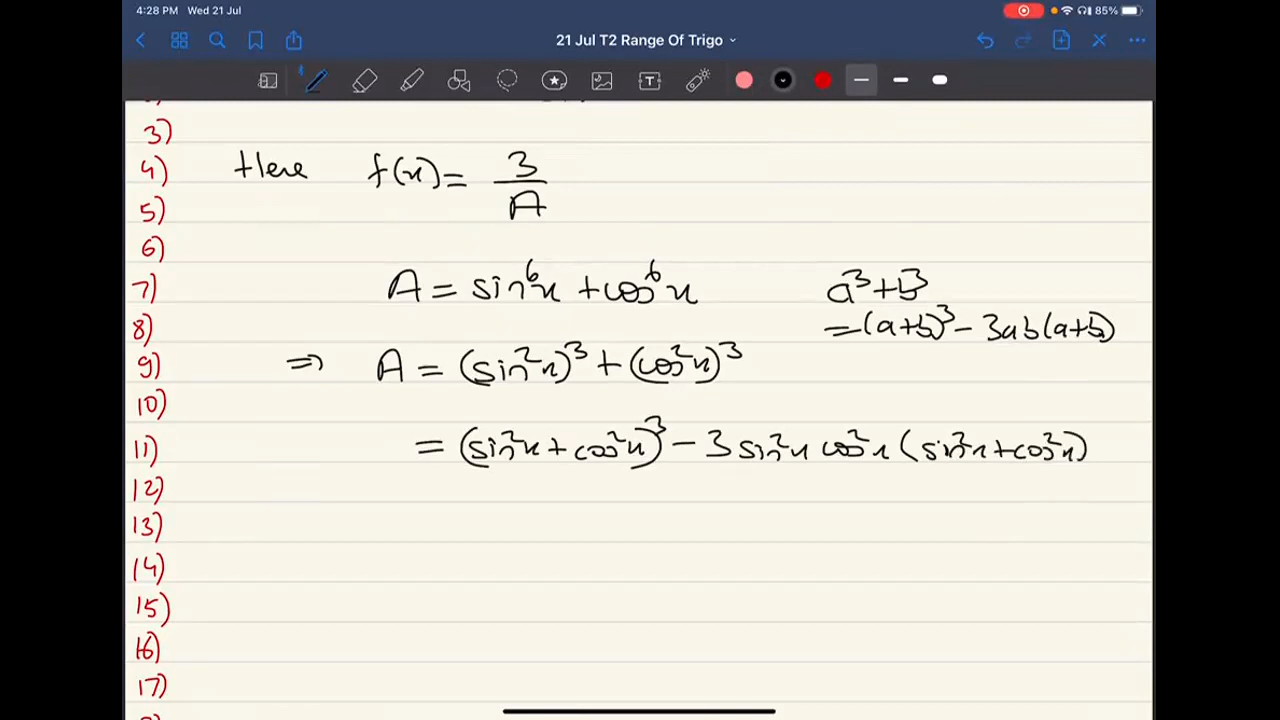 4:28 PM Wed 21 Jul
85%
21 Jul T2 Range Of Trigo
T
3)
4) Here f(x) = 3/A
5)
6)
7) A = sin⁶x + cos⁶x a³+b³
8) =(a+b)³ - 3ab(a+b)
9) ⇒ A = (sin²x)³ + (cos²x)³
10)
11) = (sin²x + cos²x)³ - 3 sin²x cos²x (sin²x + cos²x)
12)
13)
14)
15)
16)
17)